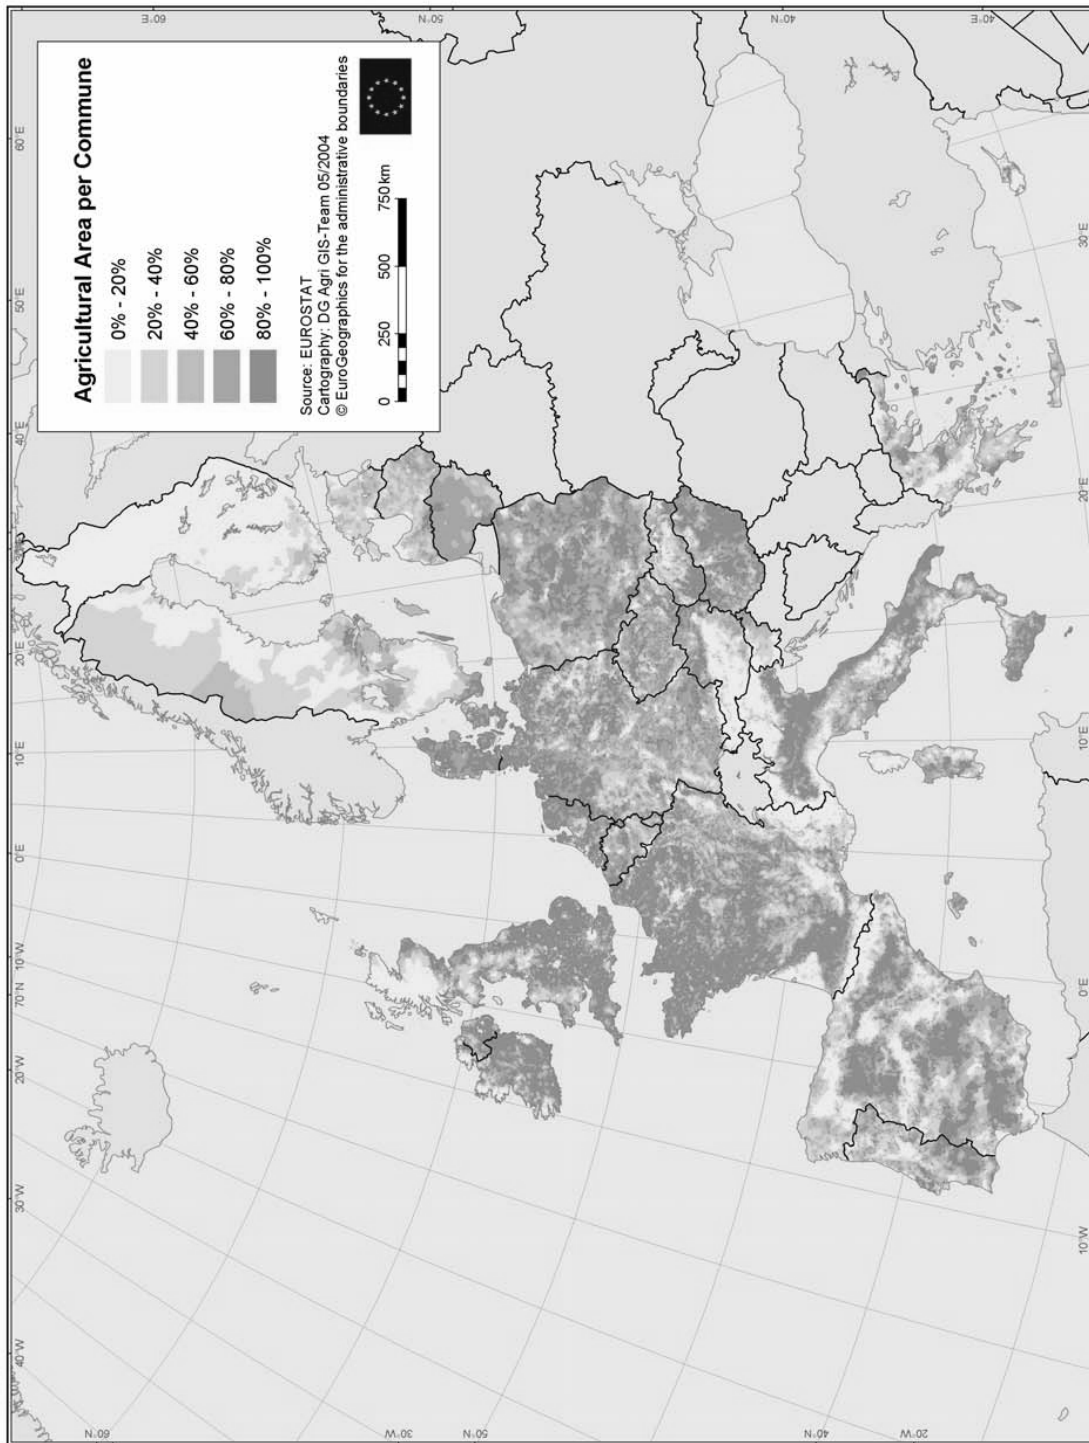 Agricultural Area per Commune
0% - 20%
20% - 40%
40% - 60%
60% - 80%
80% - 100%
Source: EUROSTAT
Cartography: DG Agri GIS-Team 05/2004
© EuroGeographics for the administrative boundaries
0 250 500 750 km
40°W
30°W
20°W
70°N
10°W
0°E
10°E
20°E
30°E
40°E
50°E
60°E
60°N
30°W
50°N
40°N
20°W
60°E
50°N
40°N
40°E
10°W
0°E
10°E
20°E
30°E